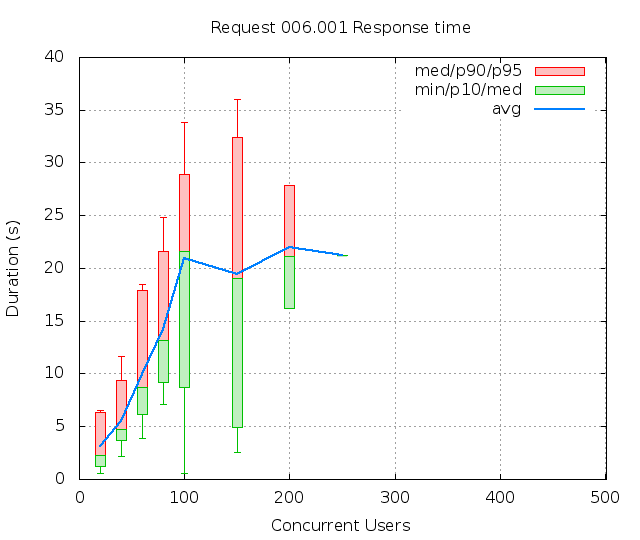 Request 006.001 Response time
med/p90/p95
min/p10/med
avg
Duration (s)
40
35
30
25
20
15
10
5
0
0 100 200 300 400 500
Concurrent Users